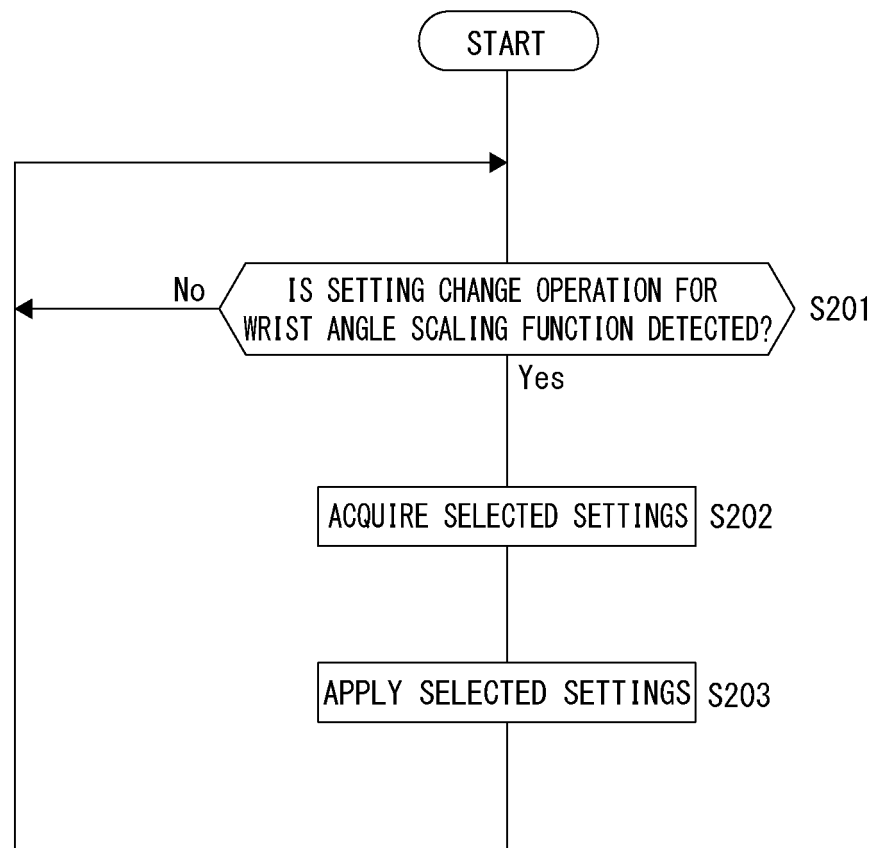 START
No
IS SETTING CHANGE OPERATION FOR
WRIST ANGLE SCALING FUNCTION DETECTED?
S201
Yes
ACQUIRE SELECTED SETTINGS
S202
APPLY SELECTED SETTINGS
S203